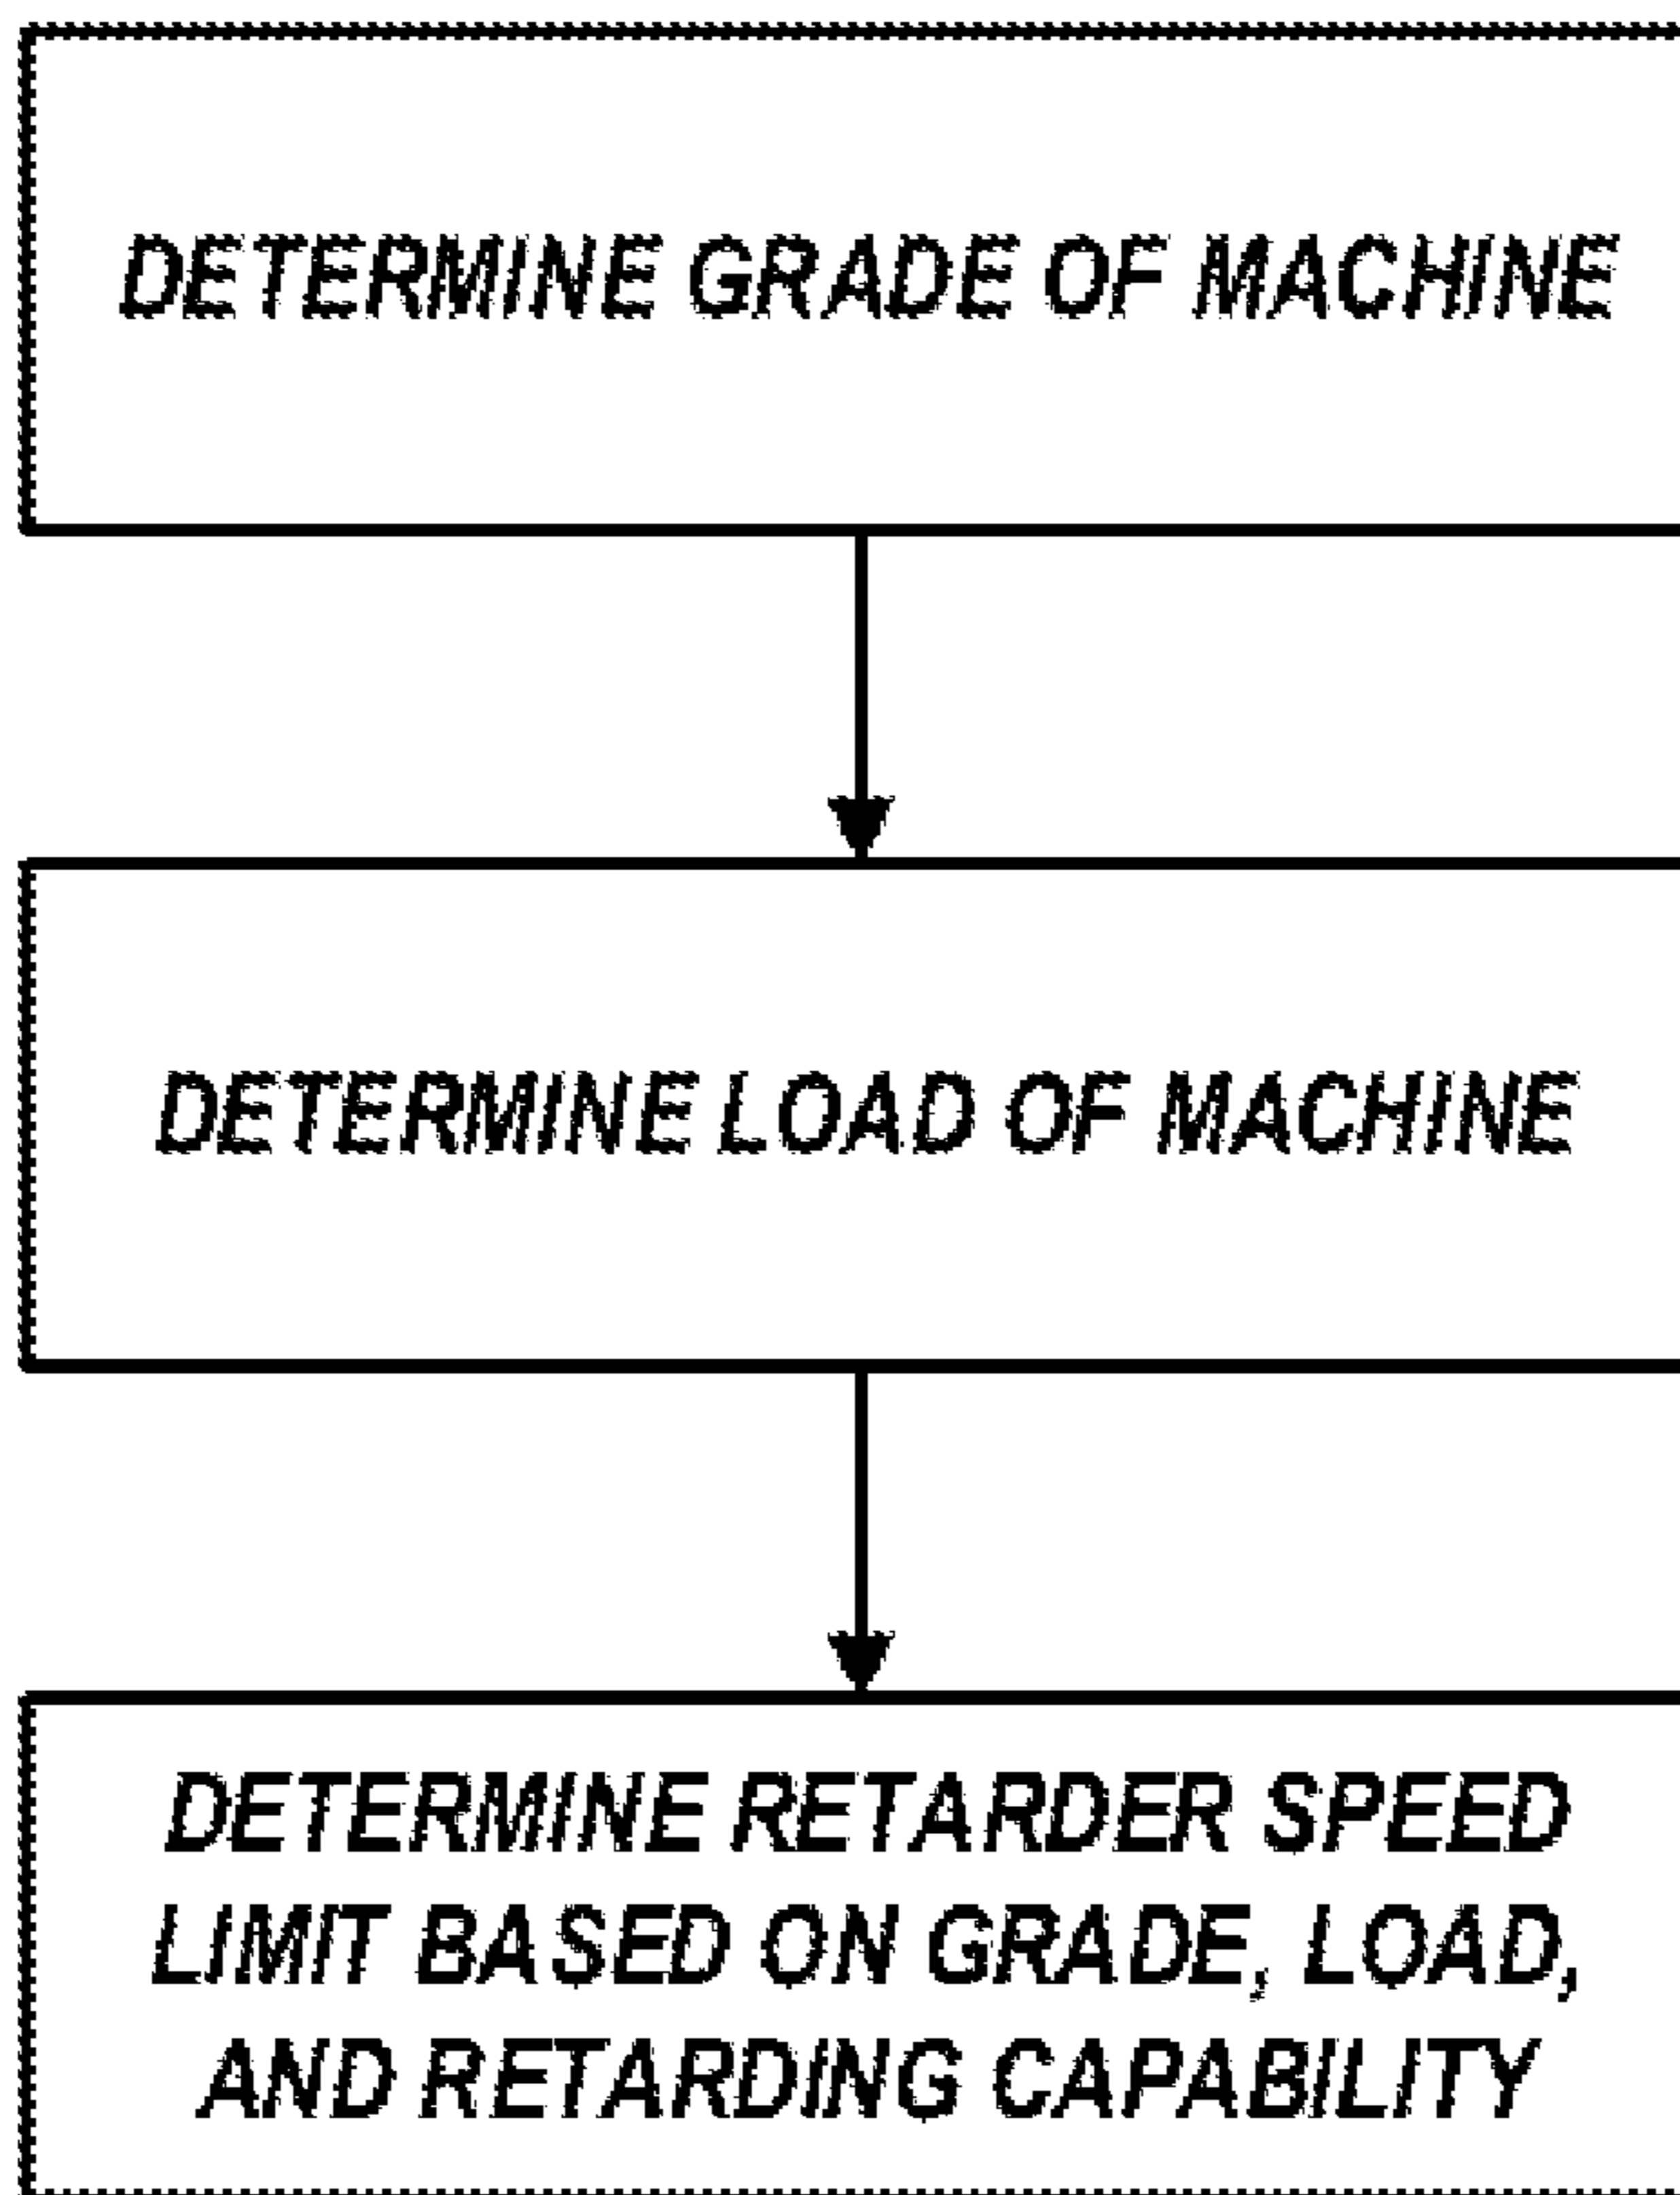 DETERMINE GRADE OF MACHINE
DETERMINE LOAD OF MACHINE
DETERMINE RETARDER SPEED
LIMIT BASED ON GRADE, LOAD,
AND RETARDING CAPABILITY